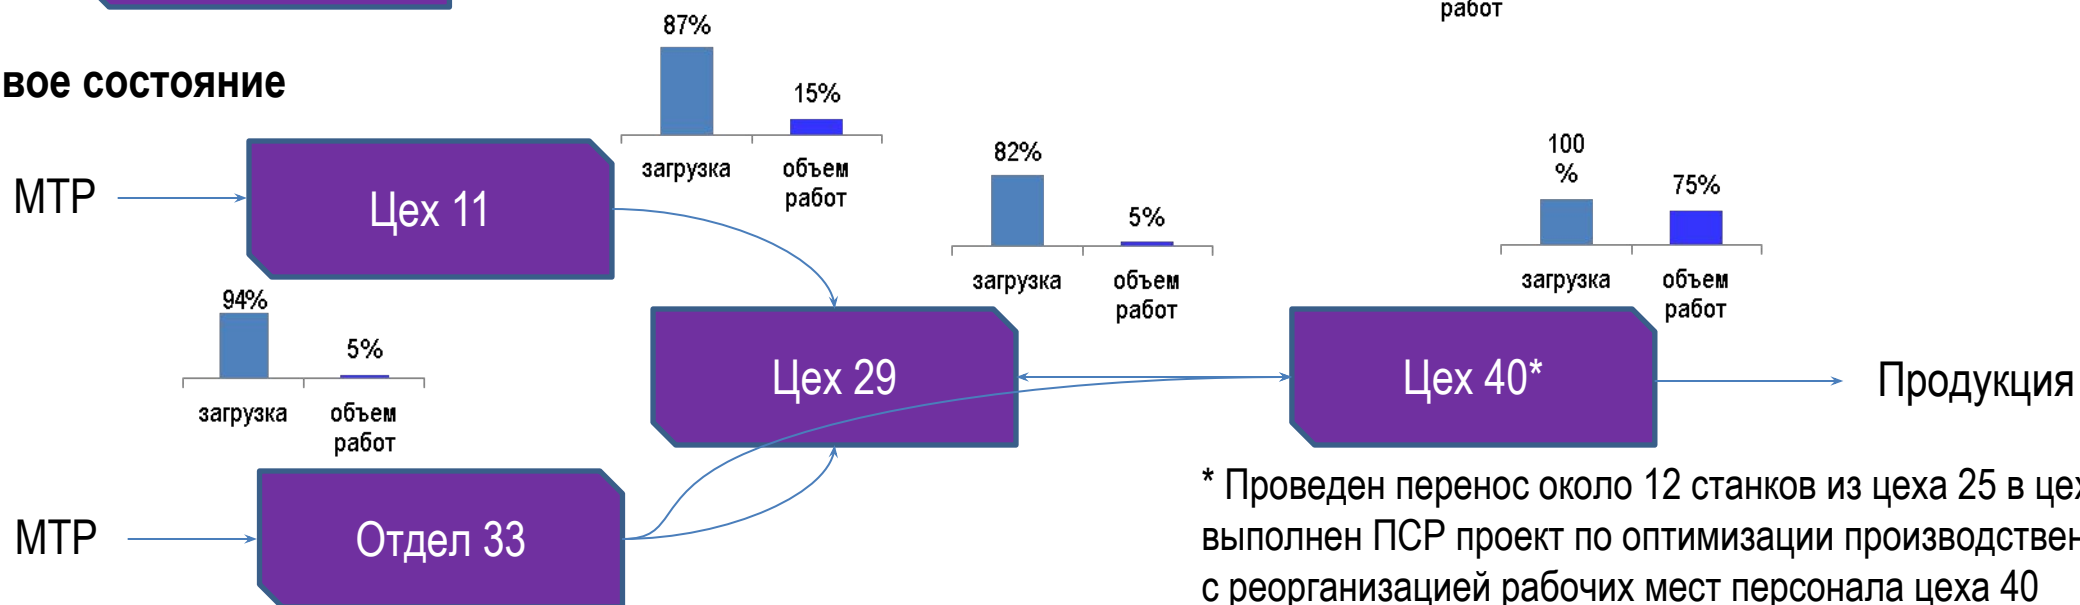 работ
87%
вое состояние
15%
загрузка
объем
работ
МТР
Цех 11
82%
5%
загрузка
объем
работ
100
%
75%
загрузка
объем
работ
94%
5%
загрузка
объем
работ
Цех 29
Цех 40*
Продукция
МТР
Отдел 33
* Проведен перенос около 12 станков из цеха 25 в цех
выполнен ПСР проект по оптимизации производствен
с реорганизацией рабочих мест персонала цеха 40